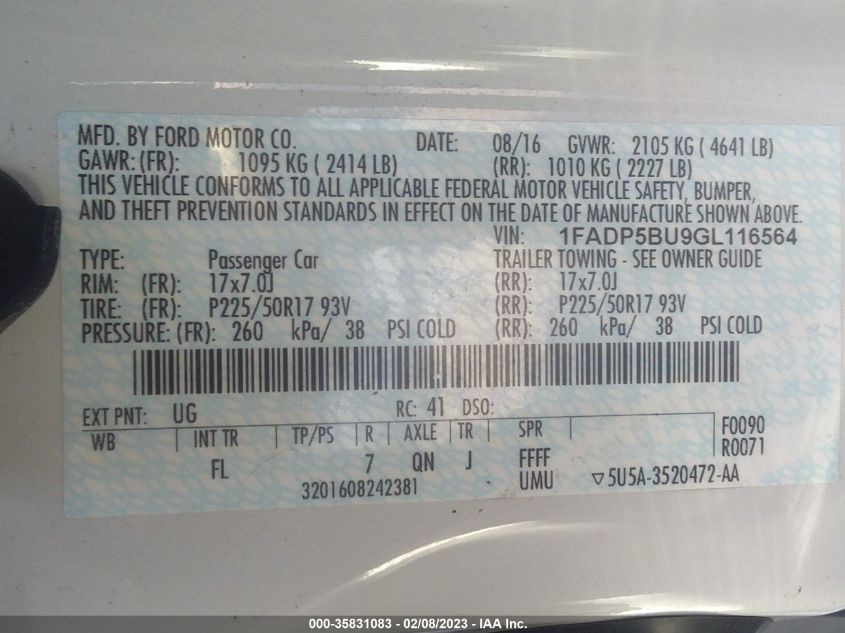 MFD. BY FORD MOTOR CO. DATE: 08/16 GVWR: 2105 KG ( 4641 LB)
GAWR: (FR): 1095 KG ( 2414 LB) (RR): 1010 KG ( 2227 LB)
THIS VEHICLE CONFORMS TO ALL APPLICABLE FEDERAL MOTOR VEHICLE SAFETY, BUMPER,
AND THEFT PREVENTION STANDARDS IN EFFECT ON THE DATE OF MANUFACTURE SHOWN ABOVE.
VIN: 1FADP5BU9GL116564
TYPE: Passenger Car TRAILER TOWING - SEE OWNER GUIDE
RIM: (FR): 17x7.0J (RR): 17x7.0J
TIRE: (FR): P225/50R17 93V (RR): P225/50R17 93V
PRESSURE: (FR): 260 kPa/ 38 PSI COLD (RR): 260 kPa/ 38 PSI COLD
EXT PNT: UG RC: 41 DSO:
WB INT TR TP/PS R AXLE TR SPR F0090
R0071
FL 7 QN J FFFF
3201608242381 UMU ▽5U5A-3520472-AA
000-35831083 - 02/08/2023 - IAA Inc.